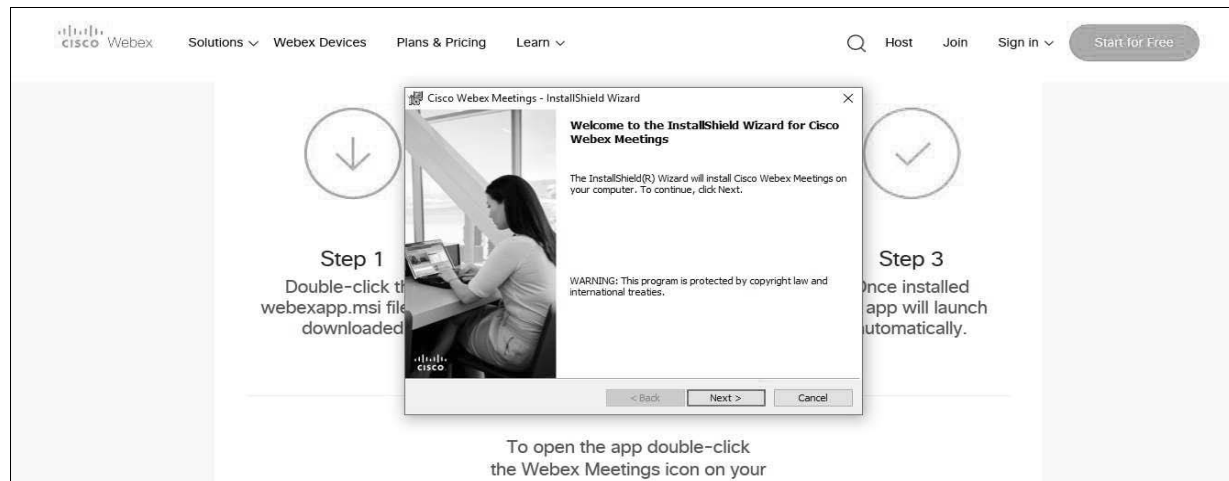 CISCO Webex Solutions Webex Devices Plans & Pricing Learn Host Join Sign in Start for Free
Cisco Webex Meetings - InstallShield Wizard
Welcome to the InstallShield Wizard for Cisco
Webex Meetings
The InstallShield(R) Wizard will install Cisco Webex Meetings on
your computer. To continue, click Next.
WARNING: This program is protected by copyright law and
international treaties.
CISCO
< Back Next > Cancel
Step 1
Double-click
webexapp.msi
downloaded
Step 3
installed
app will launch
To open the app double-click
the Webex Meetings icon on your